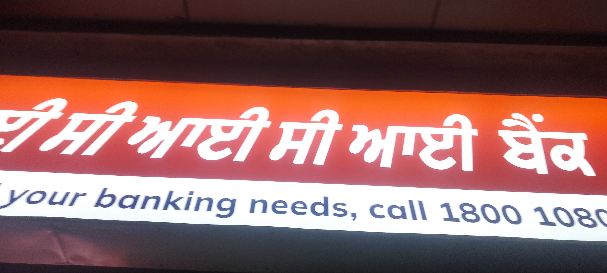 ਈ ਸੀ ਆਈ ਸੀ ਆਈ ਬੈਂਕ
your banking needs, call 1800 1080